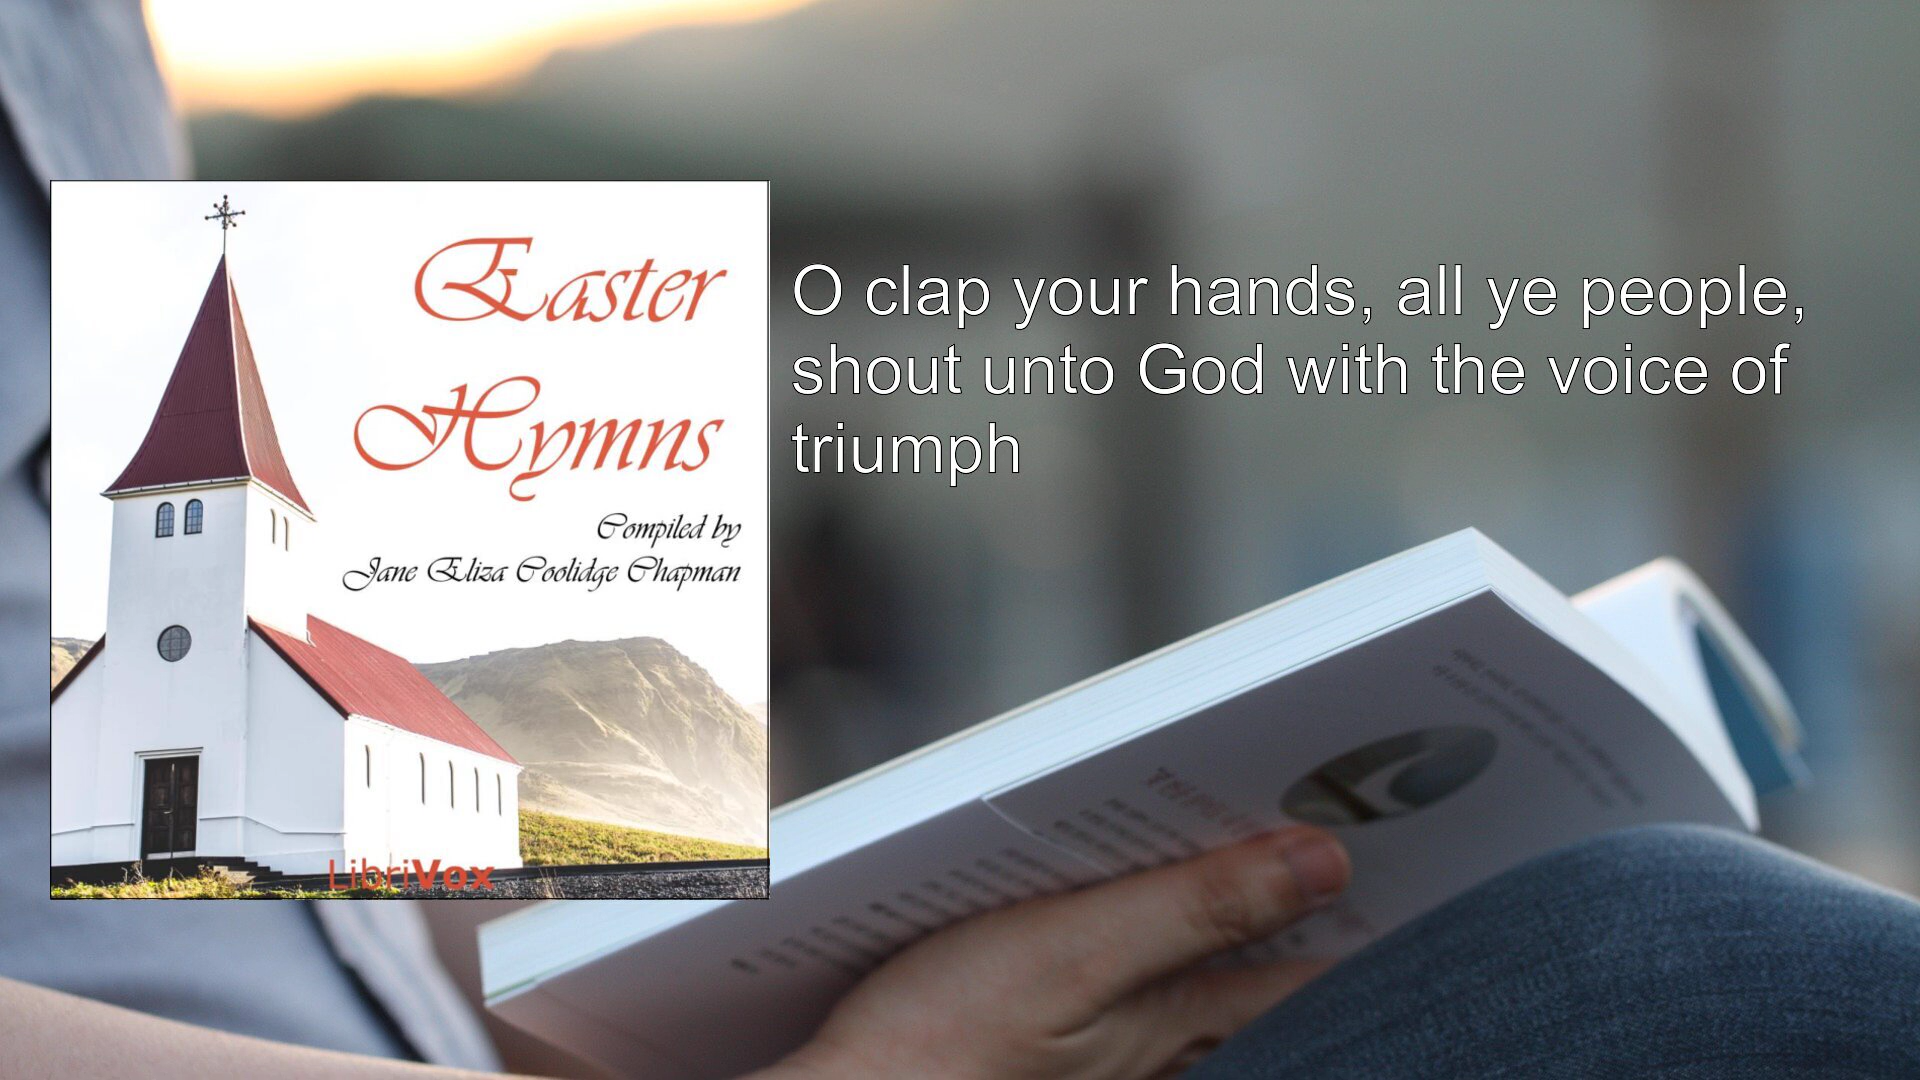 Easter
Hymns
Compiled by
Jane Eliza Coolidge Chapman
LibriVox
O clap your hands, all ye people,
shout unto God with the voice of
triumph